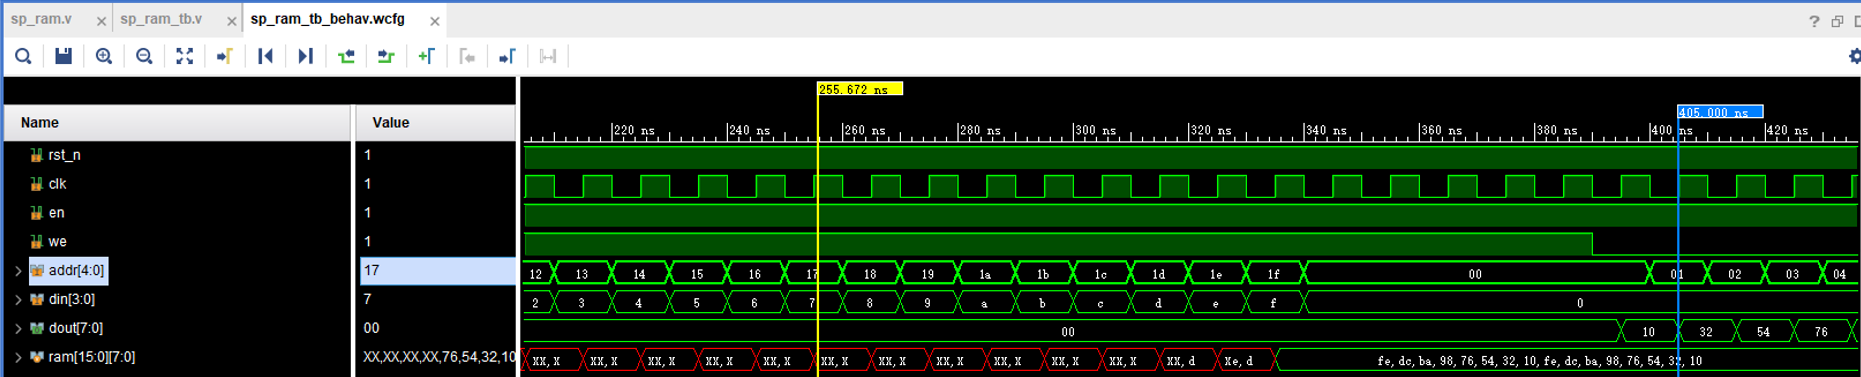 sp_ram.v × sp_ram_tb.v × sp_ram_tb_behav.wcfg × ?
255.672 ns
405.000 ns
Name Value
220 ns 240 ns 260 ns 280 ns 300 ns 320 ns 340 ns 360 ns 380 ns 400 ns 420 ns
rst_n 1
clk 1
en 1
we 1
addr[4:0] 17 12 13 14 15 16 17 18 19 1a 1b 1c 1d 1e 1f 00 01 02 03 04
din[3:0] 7 2 3 4 5 6 7 8 9 a b c d e f 0
dout[7:0] 00 00 10 32 54 76
ram[15:0][7:0] XX,XX,XX,XX,76,54,32,10 XX,X XX,X XX,X XX,X XX,X XX,X XX,X XX,X XX,X XX,X XX,X XX,d Xe,d fe,dc,ba,98,76,54,32,10,fe,dc,ba,98,76,54,32,10